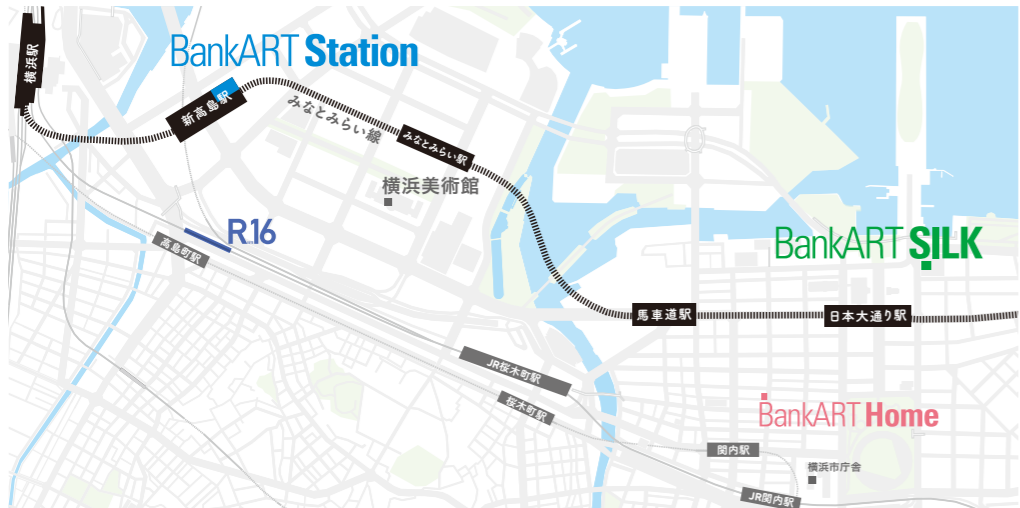 横浜駅
BankART Station
新高島駅
みなとみらい線
みなとみらい駅
横浜美術館
R16
高島町駅
BankART SILK
馬車道駅
日本大通り駅
JR桜木町駅
桜木町駅
BankART Home
関内駅
横浜市庁舎
JR関内駅